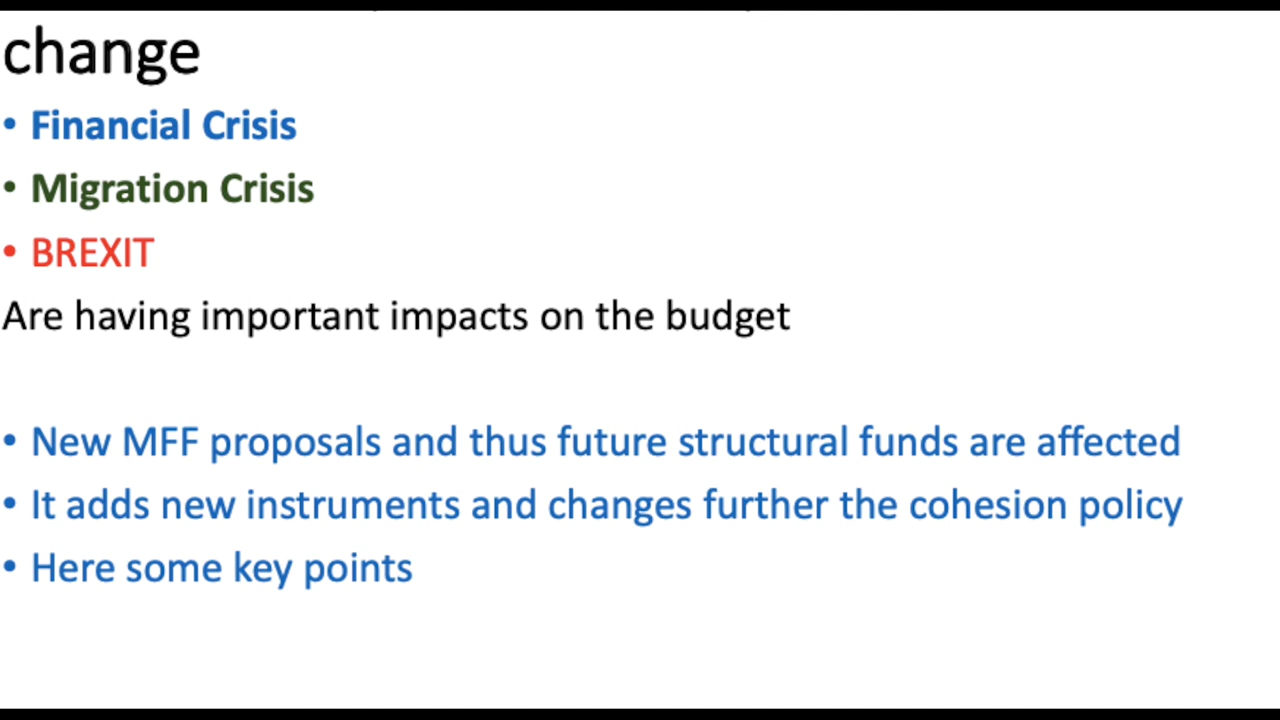 change
• Financial Crisis
• Migration Crisis
• BREXIT
Are having important impacts on the budget
• New MFF proposals and thus future structural funds are affected
• It adds new instruments and changes further the cohesion policy
• Here some key points